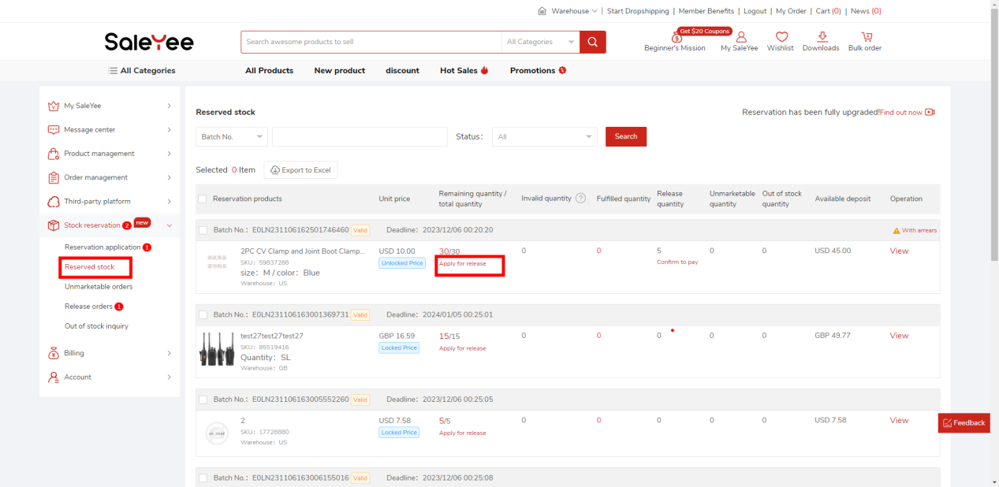 Warehouse | Start Dropshipping | Member Benefits | Logout | My Order | Cart (0) | News (0)
SaleYee
Search awesome products to sell All Categories
Get $20 Coupons
Beginner's Mission My SaleYee Wishlist Downloads Bulk order
All Categories All Products New product discount Hot Sales Promotions
My SaleYee
Message center
Product management
Order management
Third-party platform
Stock reservation 2 new
Reservation application 1
Reserved stock
Unmarketable orders
Release orders 1
Out of stock inquiry
Billing
Account
Reserved stock
Reservation has been fully upgraded!Find out now
Batch No. Status: All Search
Selected 0 Item Export to Excel
Reservation products Unit price Remaining quantity / total quantity Invalid quantity ? Fulfilled quantity Release quantity Unmarketable quantity Out of stock quantity Available deposit Operation
Batch No.: E0LN231106162501746460 Valid Deadline: 2023/12/06 00:20:20 With arrears
测试商品
请勿购买
2PC CV Clamp and Joint Boot Clamp... USD 10.00 30/30 0 0 5 0 0 USD 45.00 View
SKU: 59837288 Unlocked Price Apply for release Confirm to pay
size: M / color: Blue
Warehouse: US
Batch No.: E0LN231106163001369731 Valid Deadline: 2024/01/05 00:25:01
test27test27test27 GBP 16.59 15/15 0 0 0 0 0 GBP 49.77 View
SKU: 85519416 Locked Price Apply for release
Quantity: SL
Warehouse: GB
Batch No.: E0LN231106163005552260 Valid Deadline: 2023/12/06 00:25:05
2 USD 7.58 5/5 0 0 0 0 0 USD 7.58 View
SKU: 17728880 Locked Price Apply for release
Warehouse: US
Batch No.: E0LN231106163006155016 Valid Deadline: 2023/12/06 00:25:08
Feedback